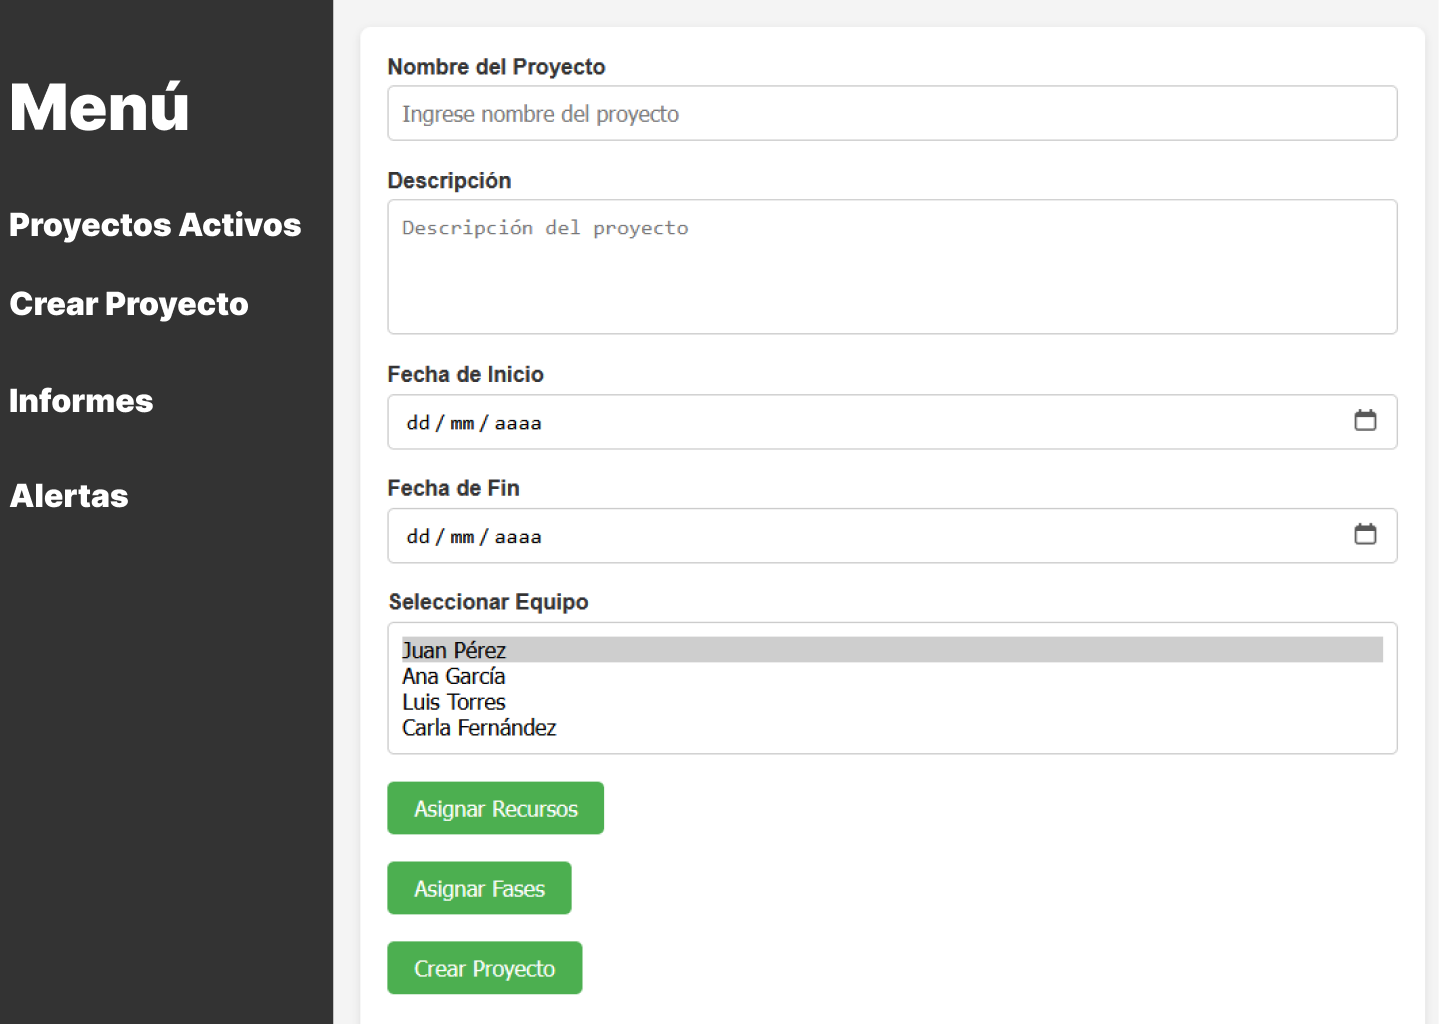 Menú
Proyectos Activos
Crear Proyecto
Informes
Alertas
Nombre del Proyecto
Ingrese nombre del proyecto
Descripción
Descripción del proyecto
Fecha de Inicio
dd/mm/aaaa
Fecha de Fin
dd/mm/aaaa
Seleccionar Equipo
Juan Pérez
Ana García
Luis Torres
Carla Fernández
Asignar Recursos
Asignar Fases
Crear Proyecto